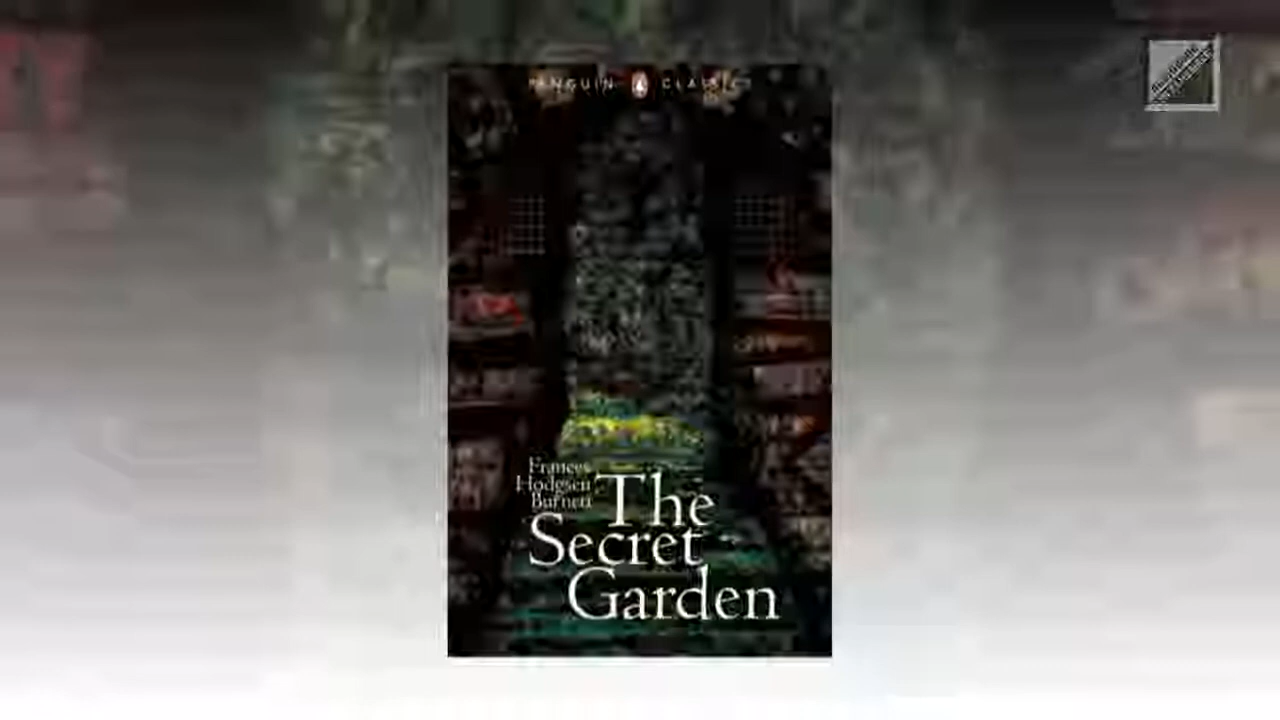 PENGUIN CLASSICS
Frances
Hodgson
Burnett
The
Secret
Garden